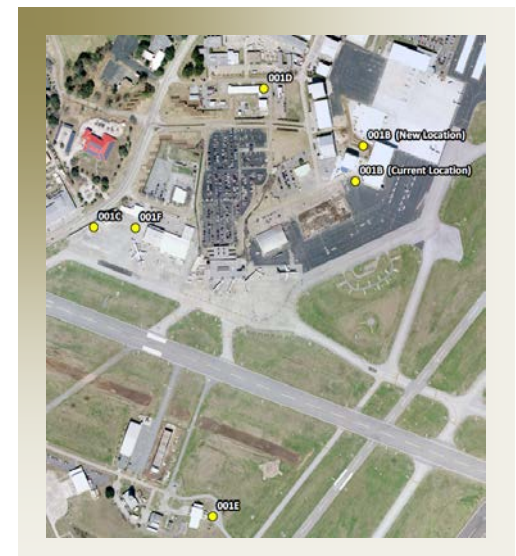 001D
001B (New Location)
001B (Current Location)
001C
001F
001E